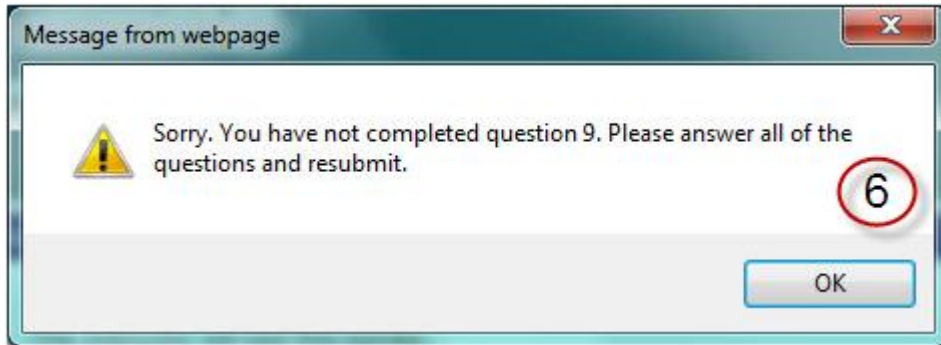 Message from webpage
Sorry. You have not completed question 9. Please answer all of the
questions and resubmit.
6
OK